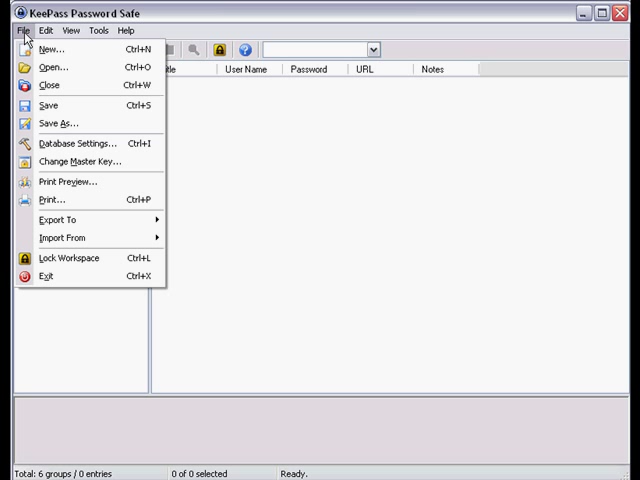 KeePass Password Safe
File Edit View Tools Help
New... Ctrl+N
Open... Ctrl+O
Close Ctrl+W
Save Ctrl+S
Save As...
Database Settings... Ctrl+I
Change Master Key...
Print Preview...
Print... Ctrl+P
Export To
Import From
Lock Workspace Ctrl+L
Exit Ctrl+X
User Name Password URL Notes
Total: 6 groups / 0 entries 0 of 0 selected Ready.